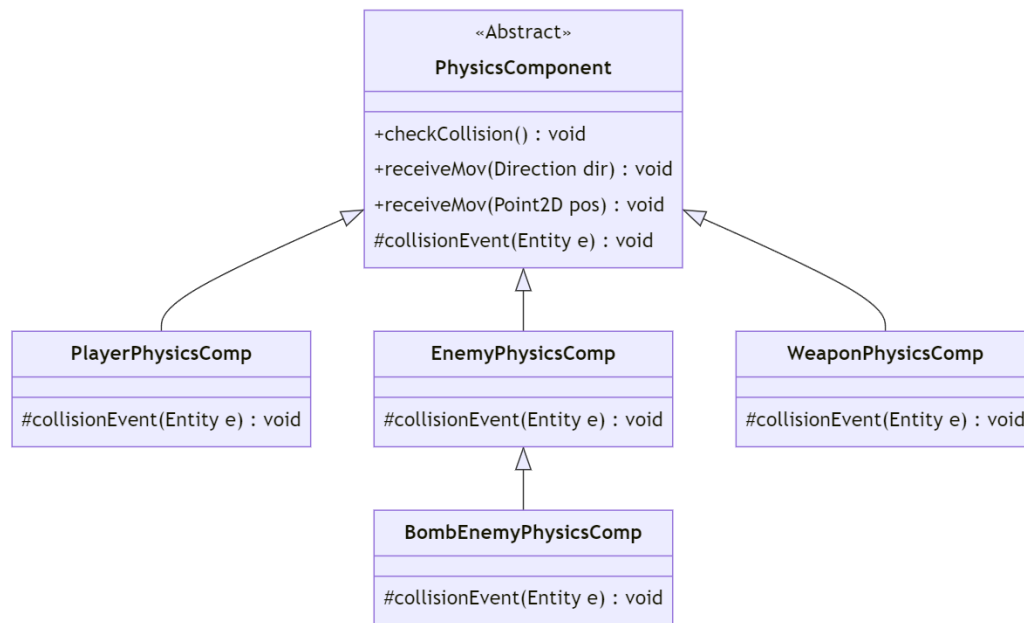 «Abstract»
PhysicsComponent
+checkCollision() : void
+receiveMov(Direction dir) : void
+receiveMov(Point2D pos) : void
#collisionEvent(Entity e) : void
PlayerPhysicsComp
#collisionEvent(Entity e) : void
EnemyPhysicsComp
#collisionEvent(Entity e) : void
WeaponPhysicsComp
#collisionEvent(Entity e) : void
BombEnemyPhysicsComp
#collisionEvent(Entity e) : void